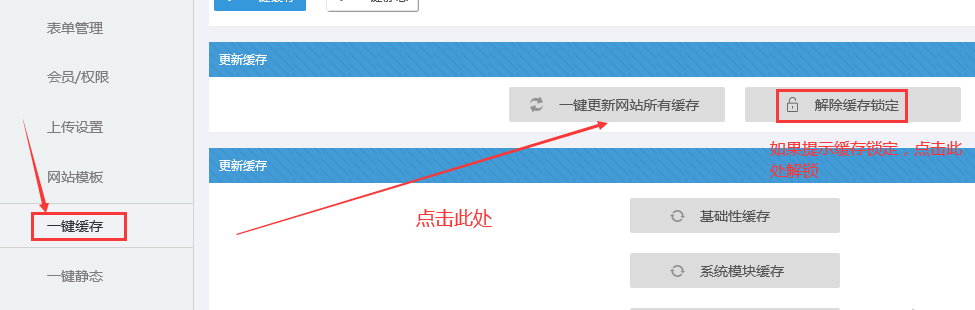 表单管理
会员/权限
上传设置
网站模板
一键缓存
一键静态
更新缓存
一键更新网站所有缓存
解除缓存锁定
如果提示缓存锁定，点击此
处解锁
更新缓存
点击此处
基础性缓存
系统模块缓存